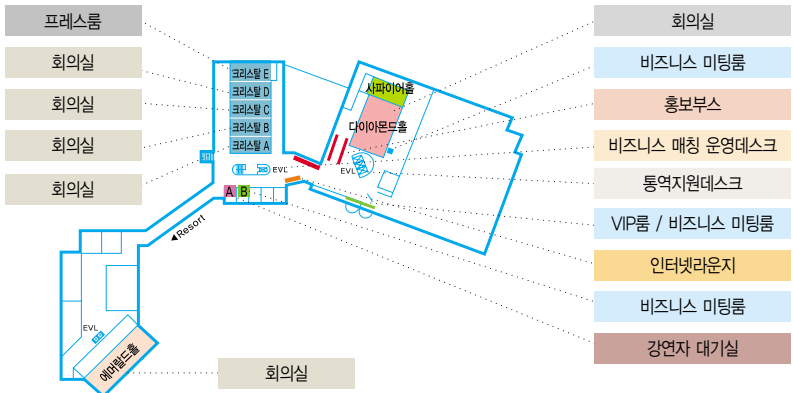 프레스룸
회의실
회의실
회의실
회의실
크리스탈 E
크리스탈 D
크리스탈 C
크리스탈 B
크리스탈 A
EVL
A
B
사파이어홀
다이아몬드홀
EVL
◀Resort
EVL
에머랄드홀
회의실
회의실
비즈니스 미팅룸
홍보부스
비즈니스 매칭 운영데스크
통역지원데스크
VIP룸 / 비즈니스 미팅룸
인터넷라운지
비즈니스 미팅룸
강연자 대기실